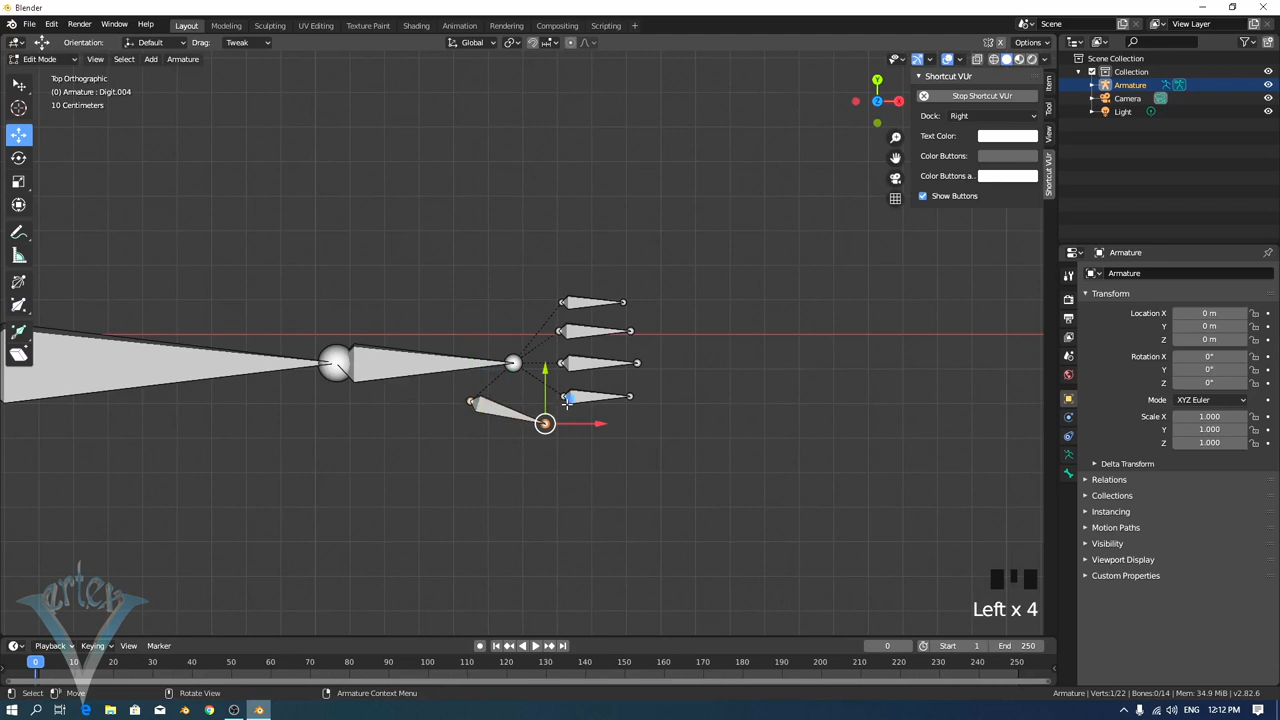 Blender
File Edit Render Window Help Layout Modeling Sculpting UV Editing Texture Paint Shading Animation Rendering Compositing Scripting + Scene View Layer
Orientation: Default Drag: Tweak Global X Options
Edit Mode View Select Add Armature
Top Orthographic
(0) Armature : Digit.004
10 Centimeters
Y
Z X
Shortcut VUr
Stop Shortcut VUr
Dock: Right
Text Color:
Color Buttons:
Color Buttons a..
Show Buttons
Item
Tool
View
Shortcut VUr
Scene Collection
Collection
Armature
Camera
Light
Armature
Armature
Transform
Location X 0 m
Y 0 m
Z 0 m
Rotation X 0°
Y 0°
Z 0°
Mode XYZ Euler
Scale X 1.000
Y 1.000
Z 1.000
Delta Transform
Relations
Collections
Instancing
Motion Paths
Visibility
Viewport Display
Custom Properties
Left x 4
Vertex
Playback Keying View Marker 0 Start 1 End 250
0 10 20 30 40 50 60 70 80 90 100 110 120 130 140 150 160 170 180 190 200 210 220 230 240 250
Select Move Rotate View Armature Context Menu Armature | Verts:1/22 | Bones:0/14 | Mem: 34.9 MiB | v2.82.6
ENG 12:12 PM